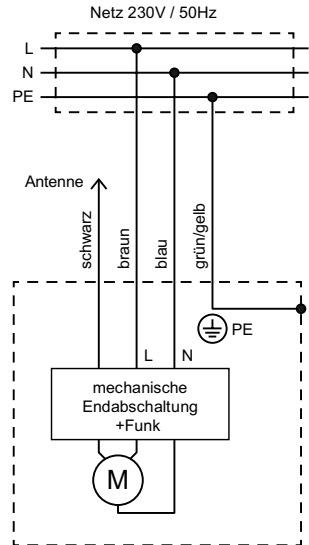 Netz 230V / 50Hz
L
N
PE
Antenne
schwarz
braun
blau
grün/gelb
PE
L
N
mechanische
Endabschaltung
+Funk
M